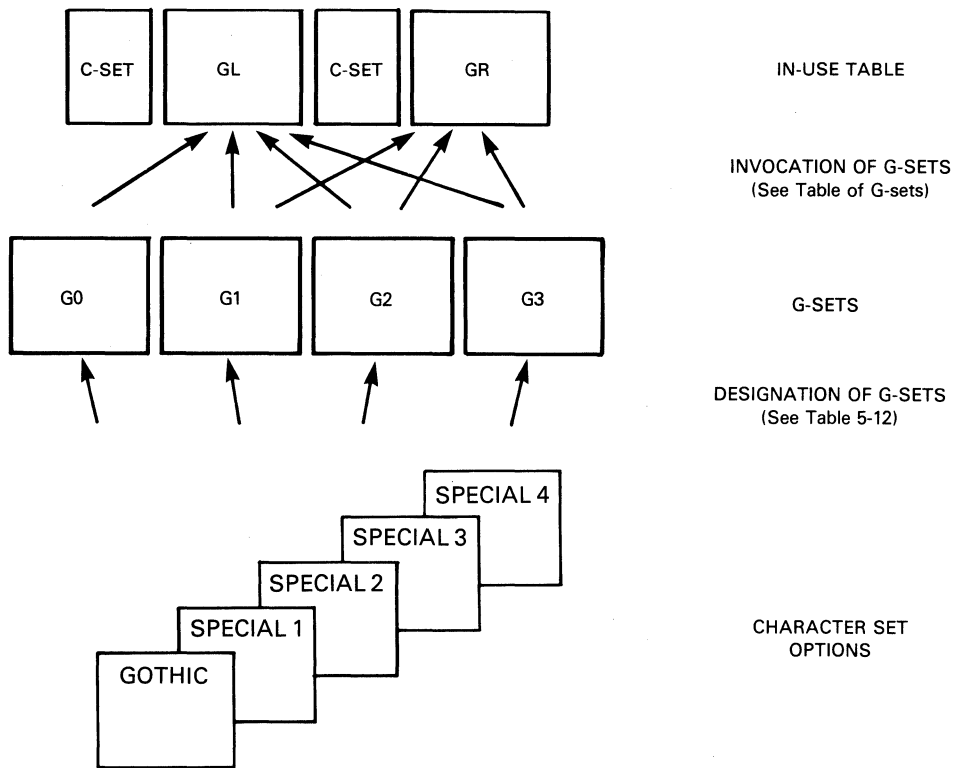 C-SET GL C-SET GR IN-USE TABLE
INVOCATION OF G-SETS
(See Table of G-sets)
G0 G1 G2 G3 G-SETS
DESIGNATION OF G-SETS
(See Table 5-12)
SPECIAL 4
SPECIAL 3
SPECIAL 2
SPECIAL 1
GOTHIC
CHARACTER SET
OPTIONS